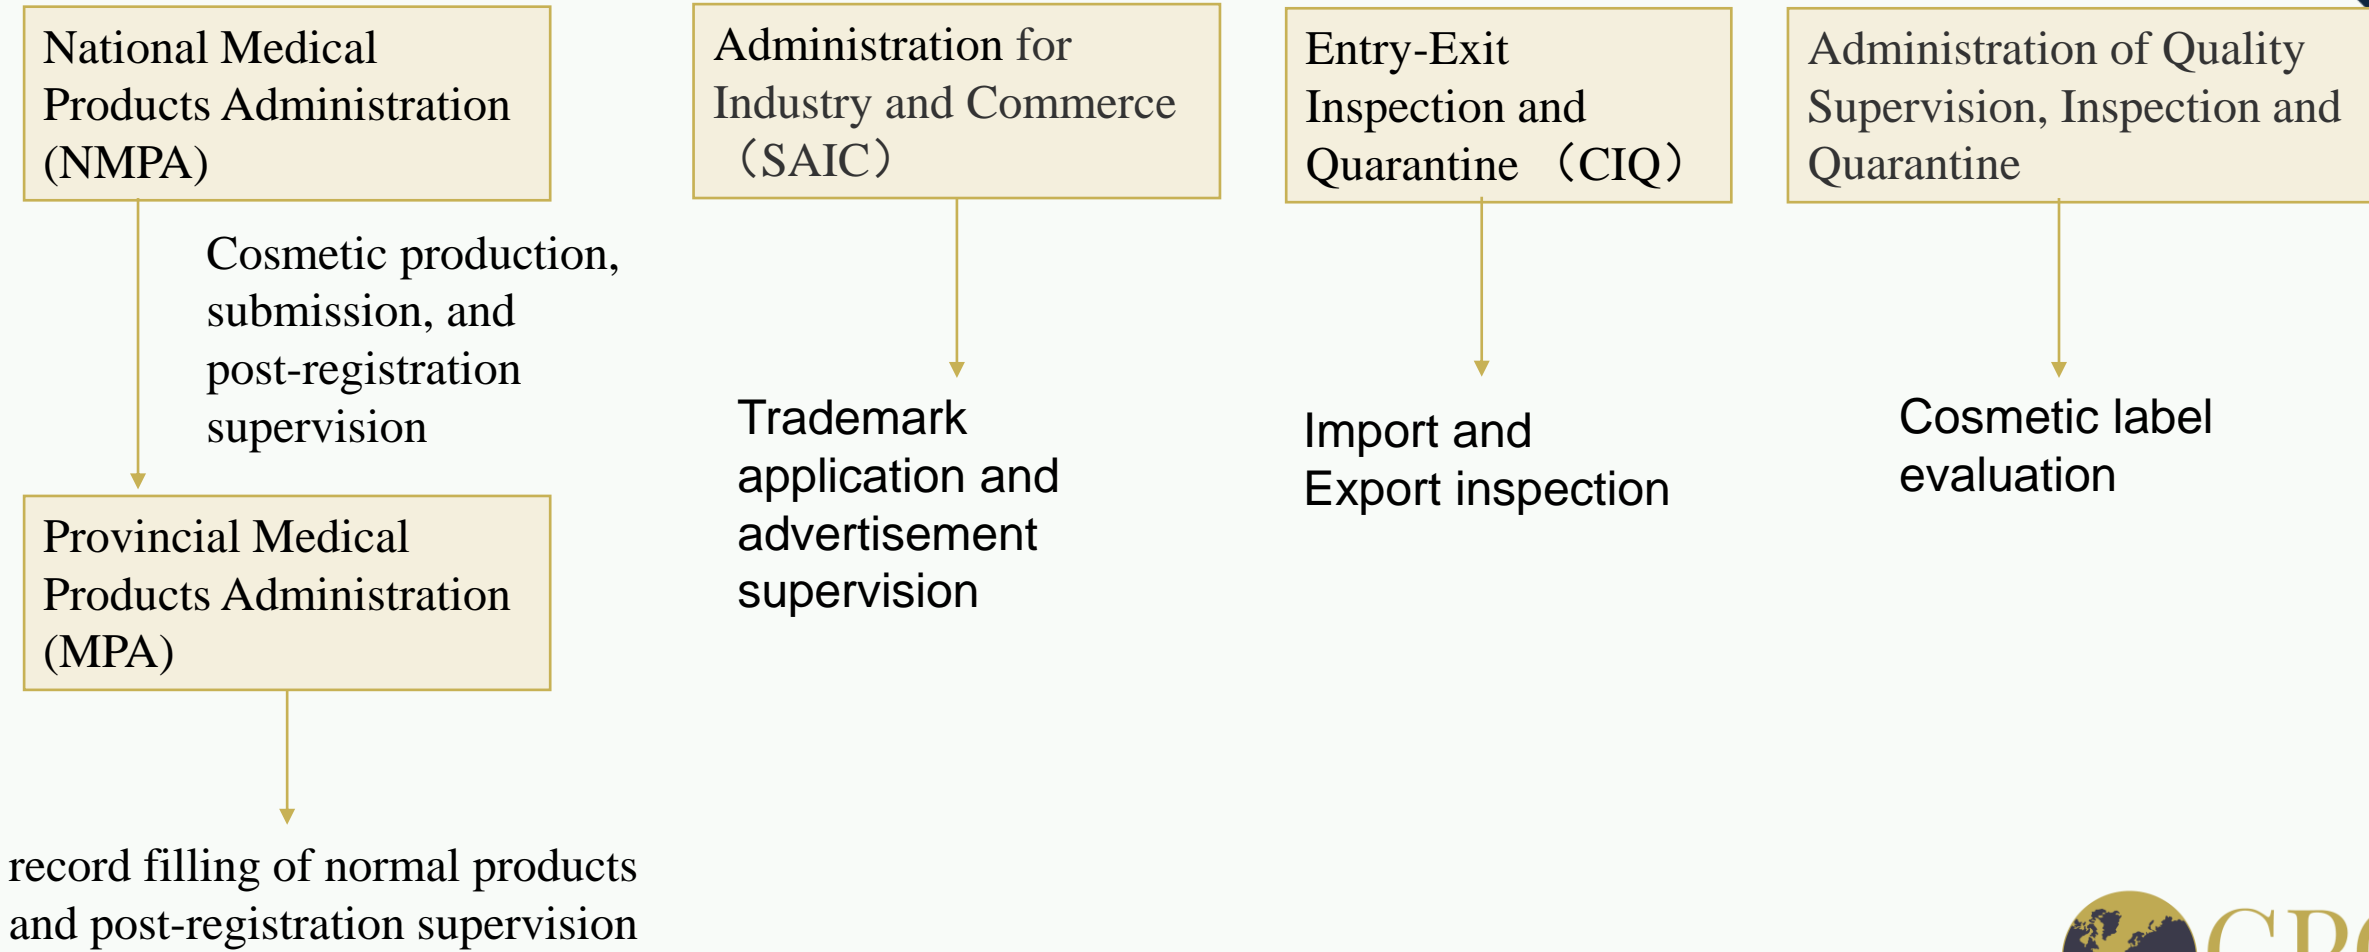 National Medical
Products Administration
(NMPA)
Cosmetic production,
submission, and
post-registration
supervision
Provincial Medical
Products Administration
(MPA)
record filling of normal products
and post-registration supervision
Administration for
Industry and Commerce
（SAIC）
Trademark
application and
advertisement
supervision
Entry-Exit
Inspection and
Quarantine （CIQ）
Import and
Export inspection
Administration of Quality
Supervision, Inspection and
Quarantine
Cosmetic label
evaluation